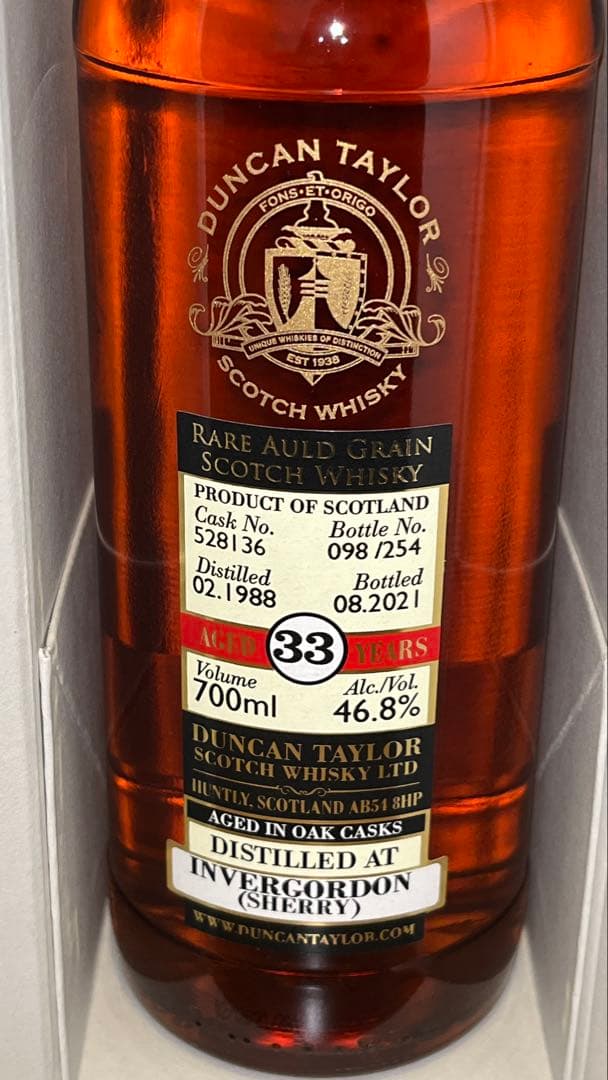 DUNCAN TAYLOR
FONS·ET·ORIGO
UNIQUE WHISKIES OF DISTINCTION
EST 1938
SCOTCH WHISKY
RARE AULD GRAIN
SCOTCH WHISKY
PRODUCT OF SCOTLAND
Cask No. Bottle No.
528136 098 /254
Distilled Bottled
02.1988 08.2021
AGED 33 YEARS
Volume Alc./Vol.
700ml 46.8%
DUNCAN TAYLOR
SCOTCH WHISKY LTD
HUNTLY, SCOTLAND AB54 8HP
AGED IN OAK CASKS
DISTILLED AT
INVERGORDON
(SHERRY)
WWW.DUNCANTAYLOR.COM